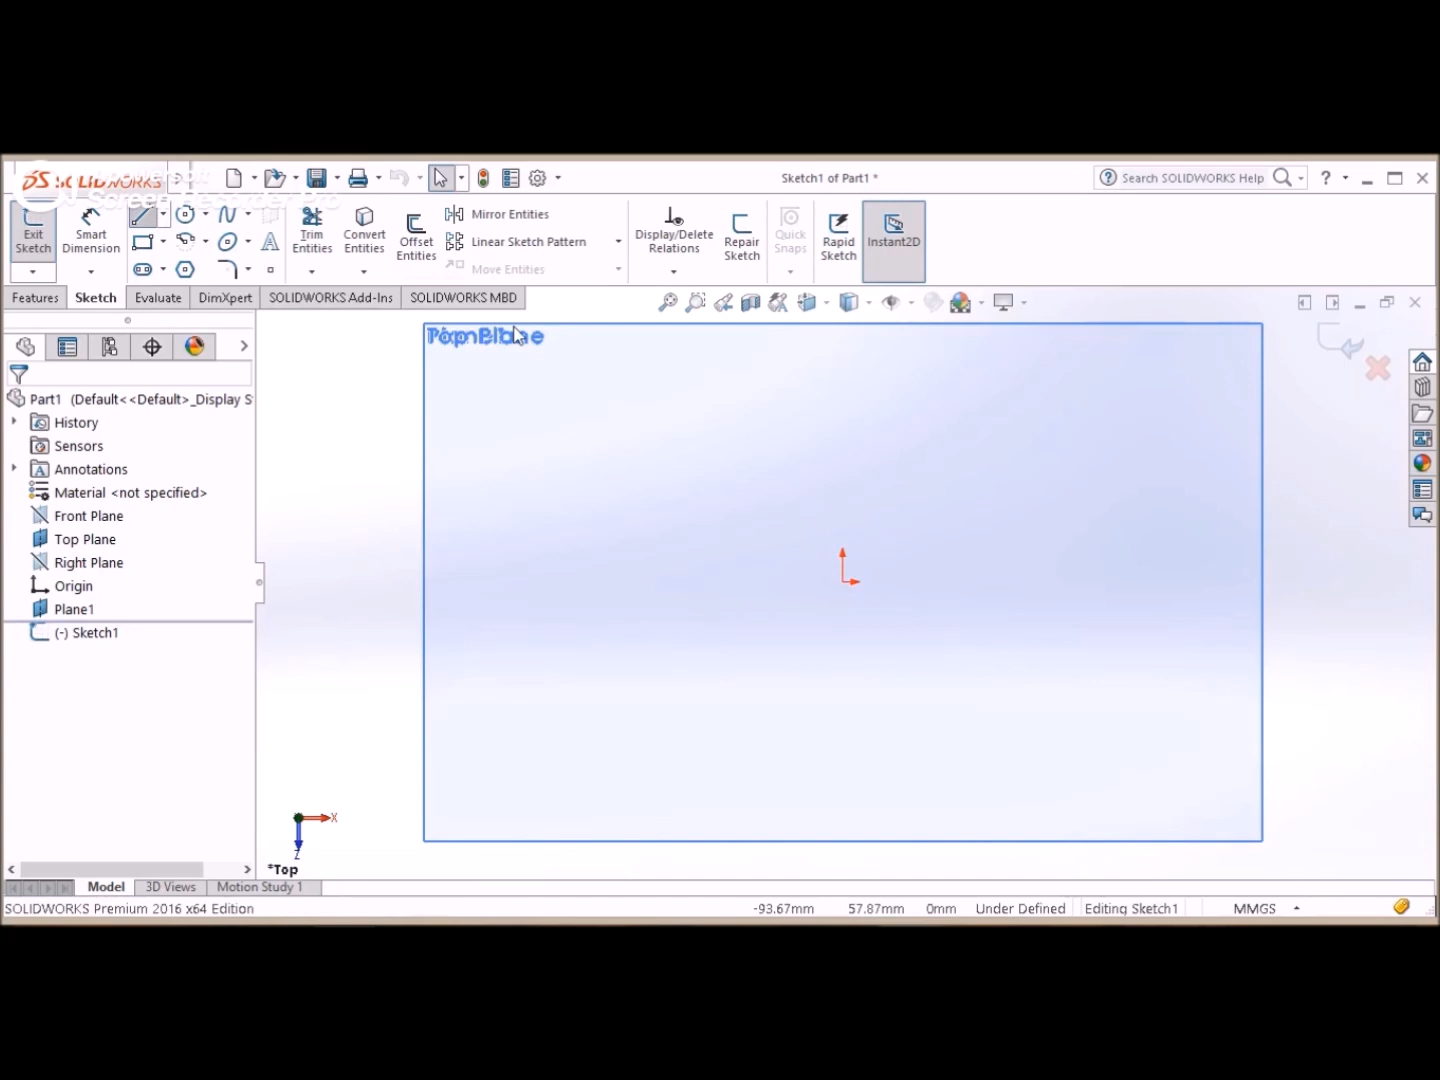 SOLIDWORKS
Screen Recorder Pro
Sketch1 of Part1 *
Search SOLIDWORKS Help
?
Exit Sketch
Smart Dimension
Trim Entities
Convert Entities
Offset Entities
Mirror Entities
Linear Sketch Pattern
Move Entities
Display/Delete Relations
Repair Sketch
Quick Snaps
Rapid Sketch
Instant2D
Features
Sketch
Evaluate
DimXpert
SOLIDWORKS Add-Ins
SOLIDWORKS MBD
Part1 (Default<<Default>_Display S
History
Sensors
Annotations
Material <not specified>
Front Plane
Top Plane
Right Plane
Origin
Plane1
(-) Sketch1
X
Z
*Top
Model
3D Views
Motion Study 1
SOLIDWORKS Premium 2016 x64 Edition
-93.67mm
57.87mm
0mm
Under Defined
Editing Sketch1
MMGS